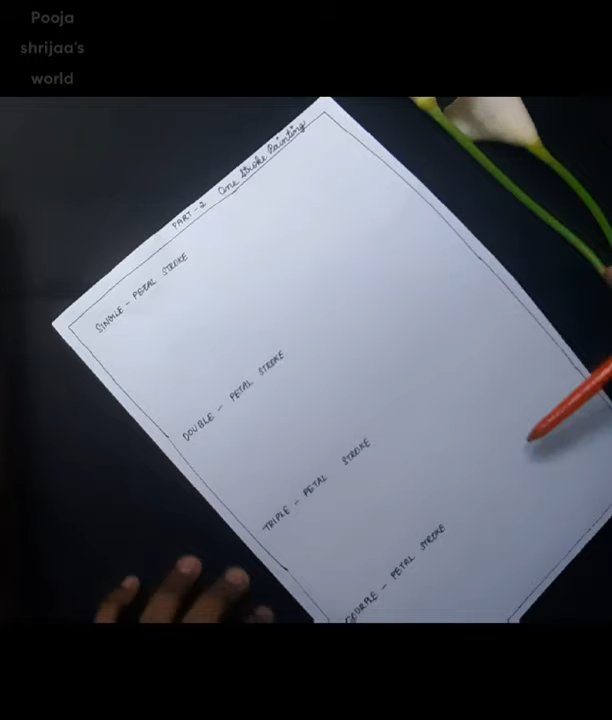 Pooja
shrijaa's
world
PART-2 One Stroke Painting
SINGLE - PETAL STROKE
DOUBLE - PETAL STROKE
TRIPLE - PETAL STROKE
PETAL STROKE